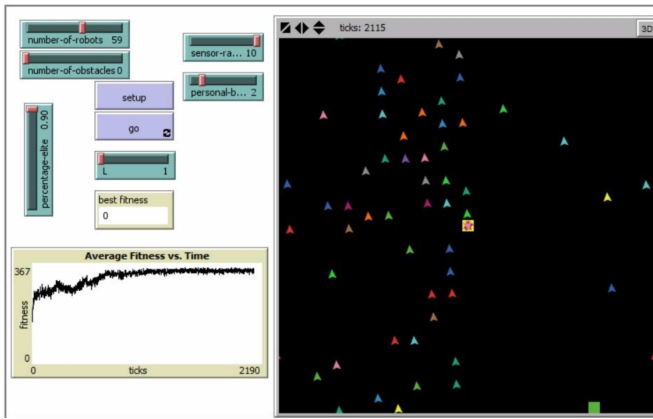 number-of-robots 59
number-of-obstacles 0
sensor-ra... 10
personal-b... 2
setup
go
percentage-elite 0.90
L 1
best fitness
0
Average Fitness vs. Time
367
fitness
0
0 ticks 2190
ticks: 2115
3D